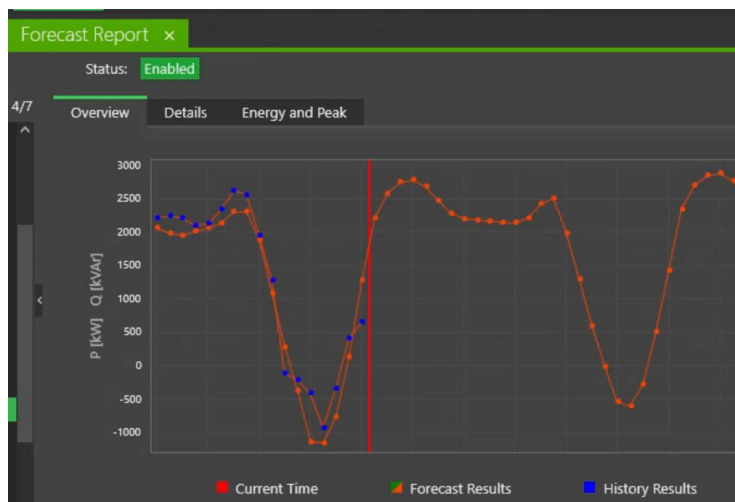 Forecast Report ×
Status: Enabled
4/7
Overview Details Energy and Peak
3000
2500
2000
1500
1000
500
0
-500
-1000
P [kW] Q [kVAr]
Current Time Forecast Results History Results